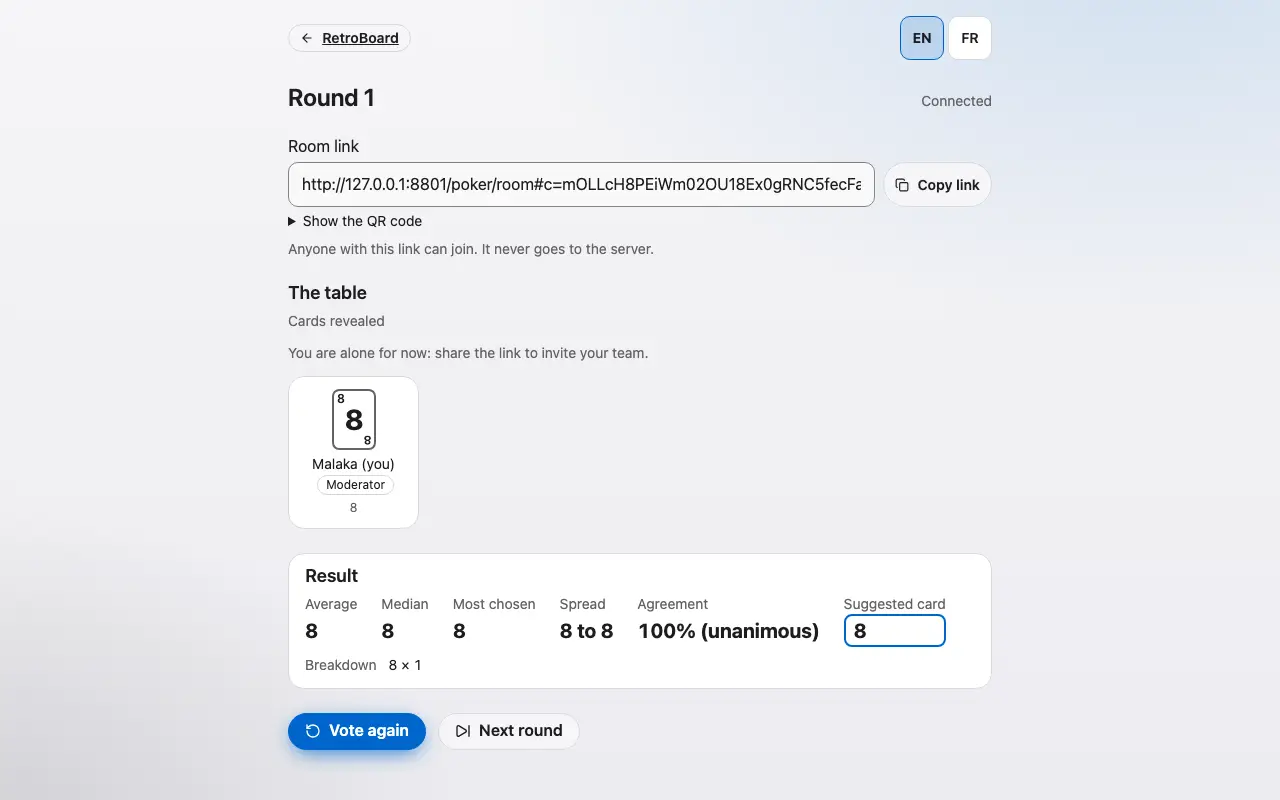 RetroBoard
EN FR
Round 1
Connected
Room link
http://127.0.0.1:8801/poker/room#c=mOLLcH8PEiWm02OU18Ex0gRNC5fecFa
Copy link
Show the QR code
Anyone with this link can join. It never goes to the server.
The table
Cards revealed
You are alone for now: share the link to invite your team.
8
8
8
Malaka (you)
Moderator
8
Result
Average Median Most chosen Spread Agreement Suggested card
8 8 8 8 to 8 100% (unanimous) 8
Breakdown 8 × 1
Vote again Next round